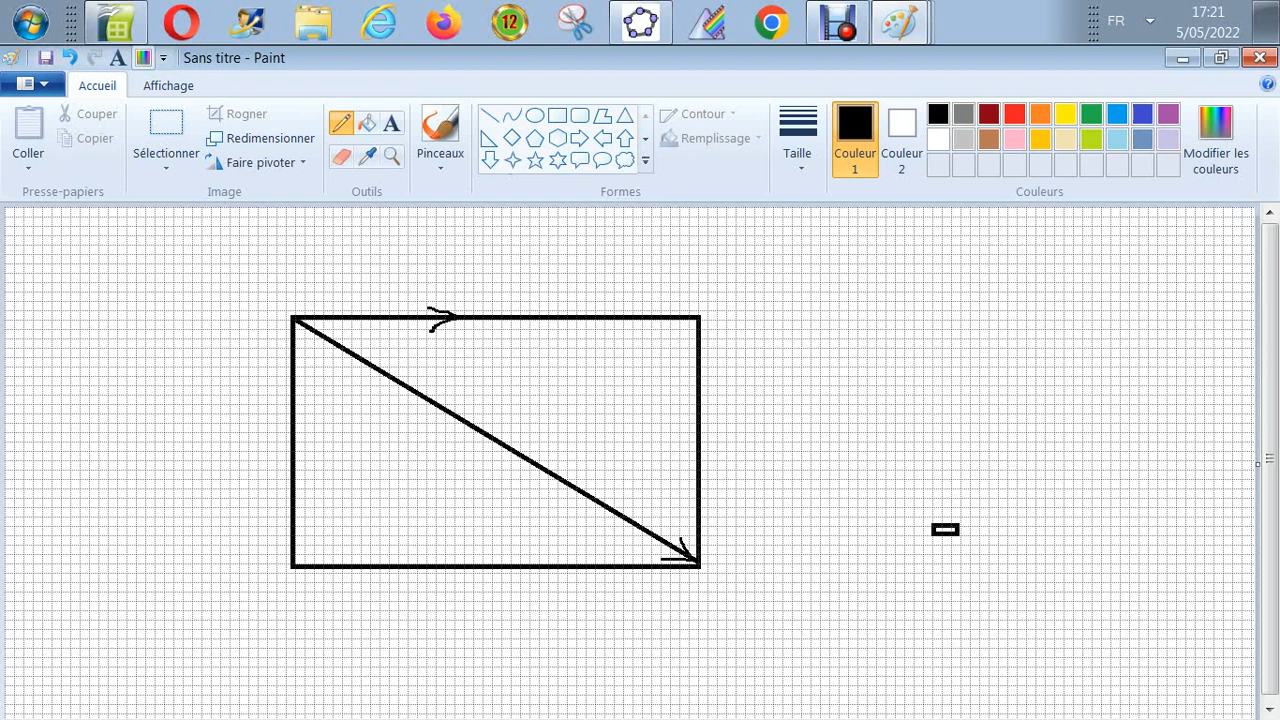 12
FR
17:21
5/05/2022
A
Sans titre - Paint
Accueil
Affichage
Coller
Couper
Copier
Presse-papiers
Sélectionner
Rogner
Redimensionner
Faire pivoter
Image
A
Outils
Pinceaux
Formes
Contour
Remplissage
Taille
Couleur
1
Couleur
2
Modifier les
couleurs
Couleurs